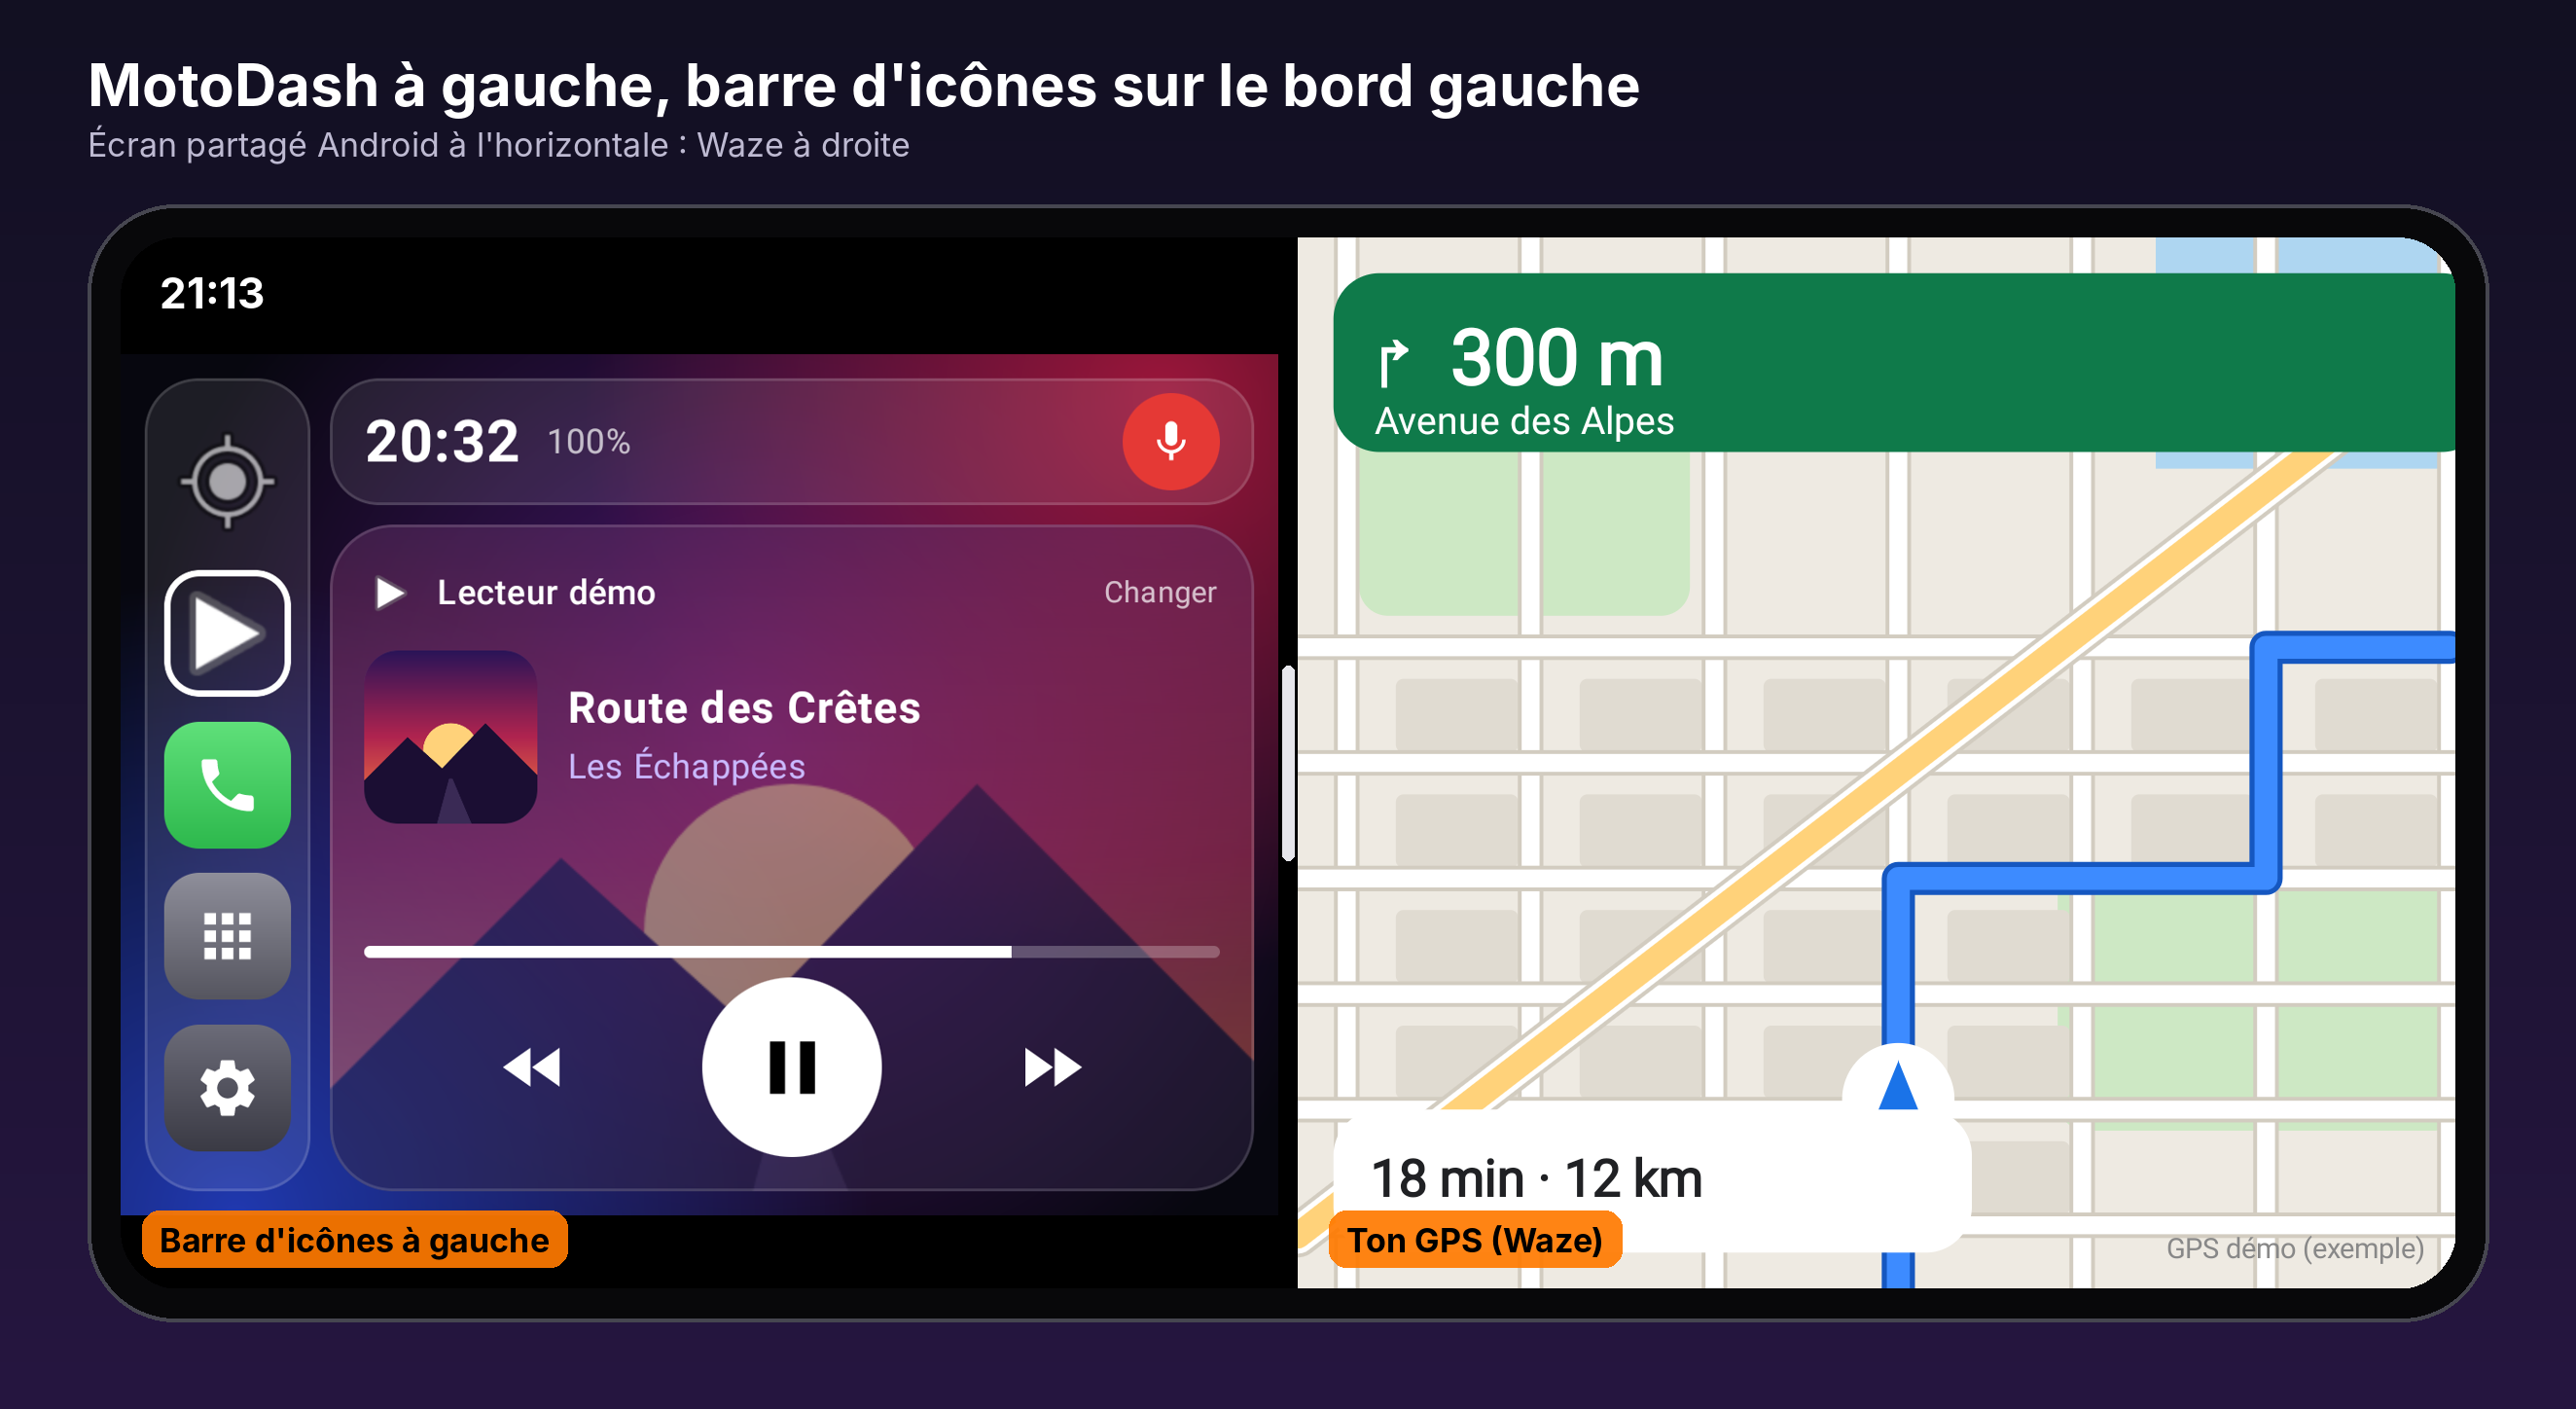 MotoDash à gauche, barre d'icônes sur le bord gauche
Écran partagé Android à l'horizontale : Waze à droite
21:13
20:32 100%
Lecteur démo
Changer
Route des Crêtes
Les Échappées
Barre d'icônes à gauche
300 m
Avenue des Alpes
18 min · 12 km
Ton GPS (Waze)
GPS démo (exemple)